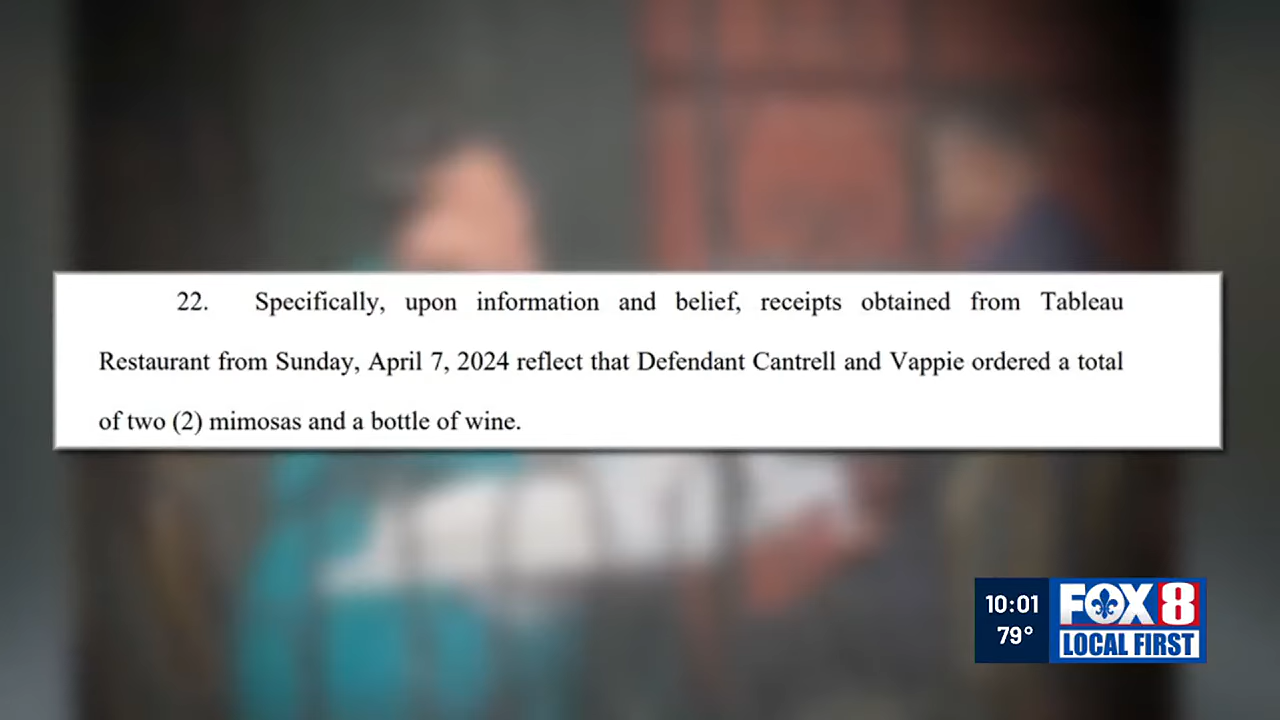 22. Specifically, upon information and belief, receipts obtained from Tableau
Restaurant from Sunday, April 7, 2024 reflect that Defendant Cantrell and Vappie ordered a total
of two (2) mimosas and a bottle of wine.
10:01
79°
FOX 8
LOCAL FIRST